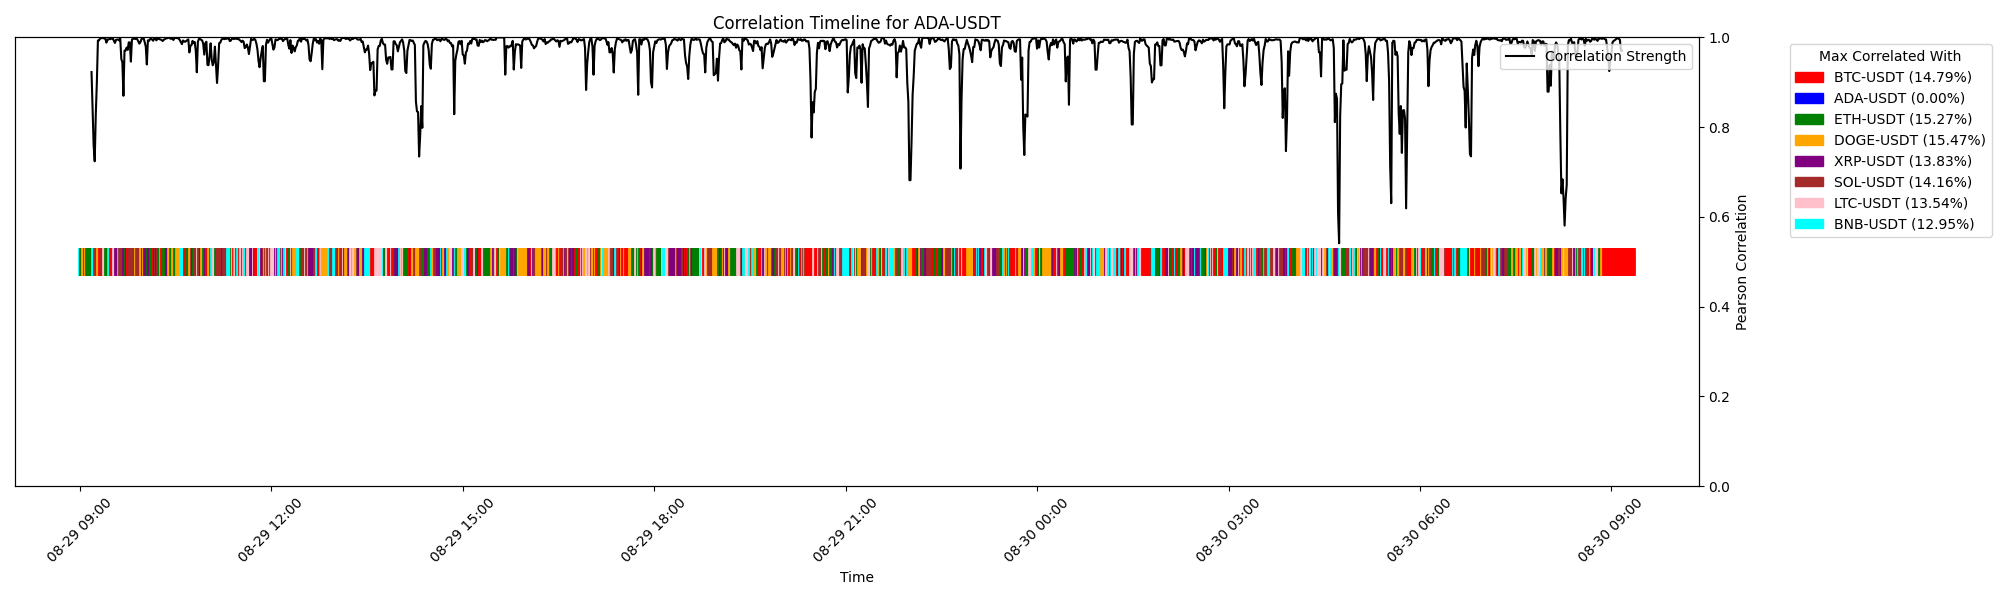 Correlation Timeline for ADA-USDT
Correlation Strength
1.0
0.8
0.6
0.4
0.2
0.0
Pearson Correlation
Max Correlated With
BTC-USDT (14.79%)
ADA-USDT (0.00%)
ETH-USDT (15.27%)
DOGE-USDT (15.47%)
XRP-USDT (13.83%)
SOL-USDT (14.16%)
LTC-USDT (13.54%)
BNB-USDT (12.95%)
08-29 09:00
08-29 12:00
08-29 15:00
08-29 18:00
08-29 21:00
08-30 00:00
08-30 03:00
08-30 06:00
08-30 09:00
Time